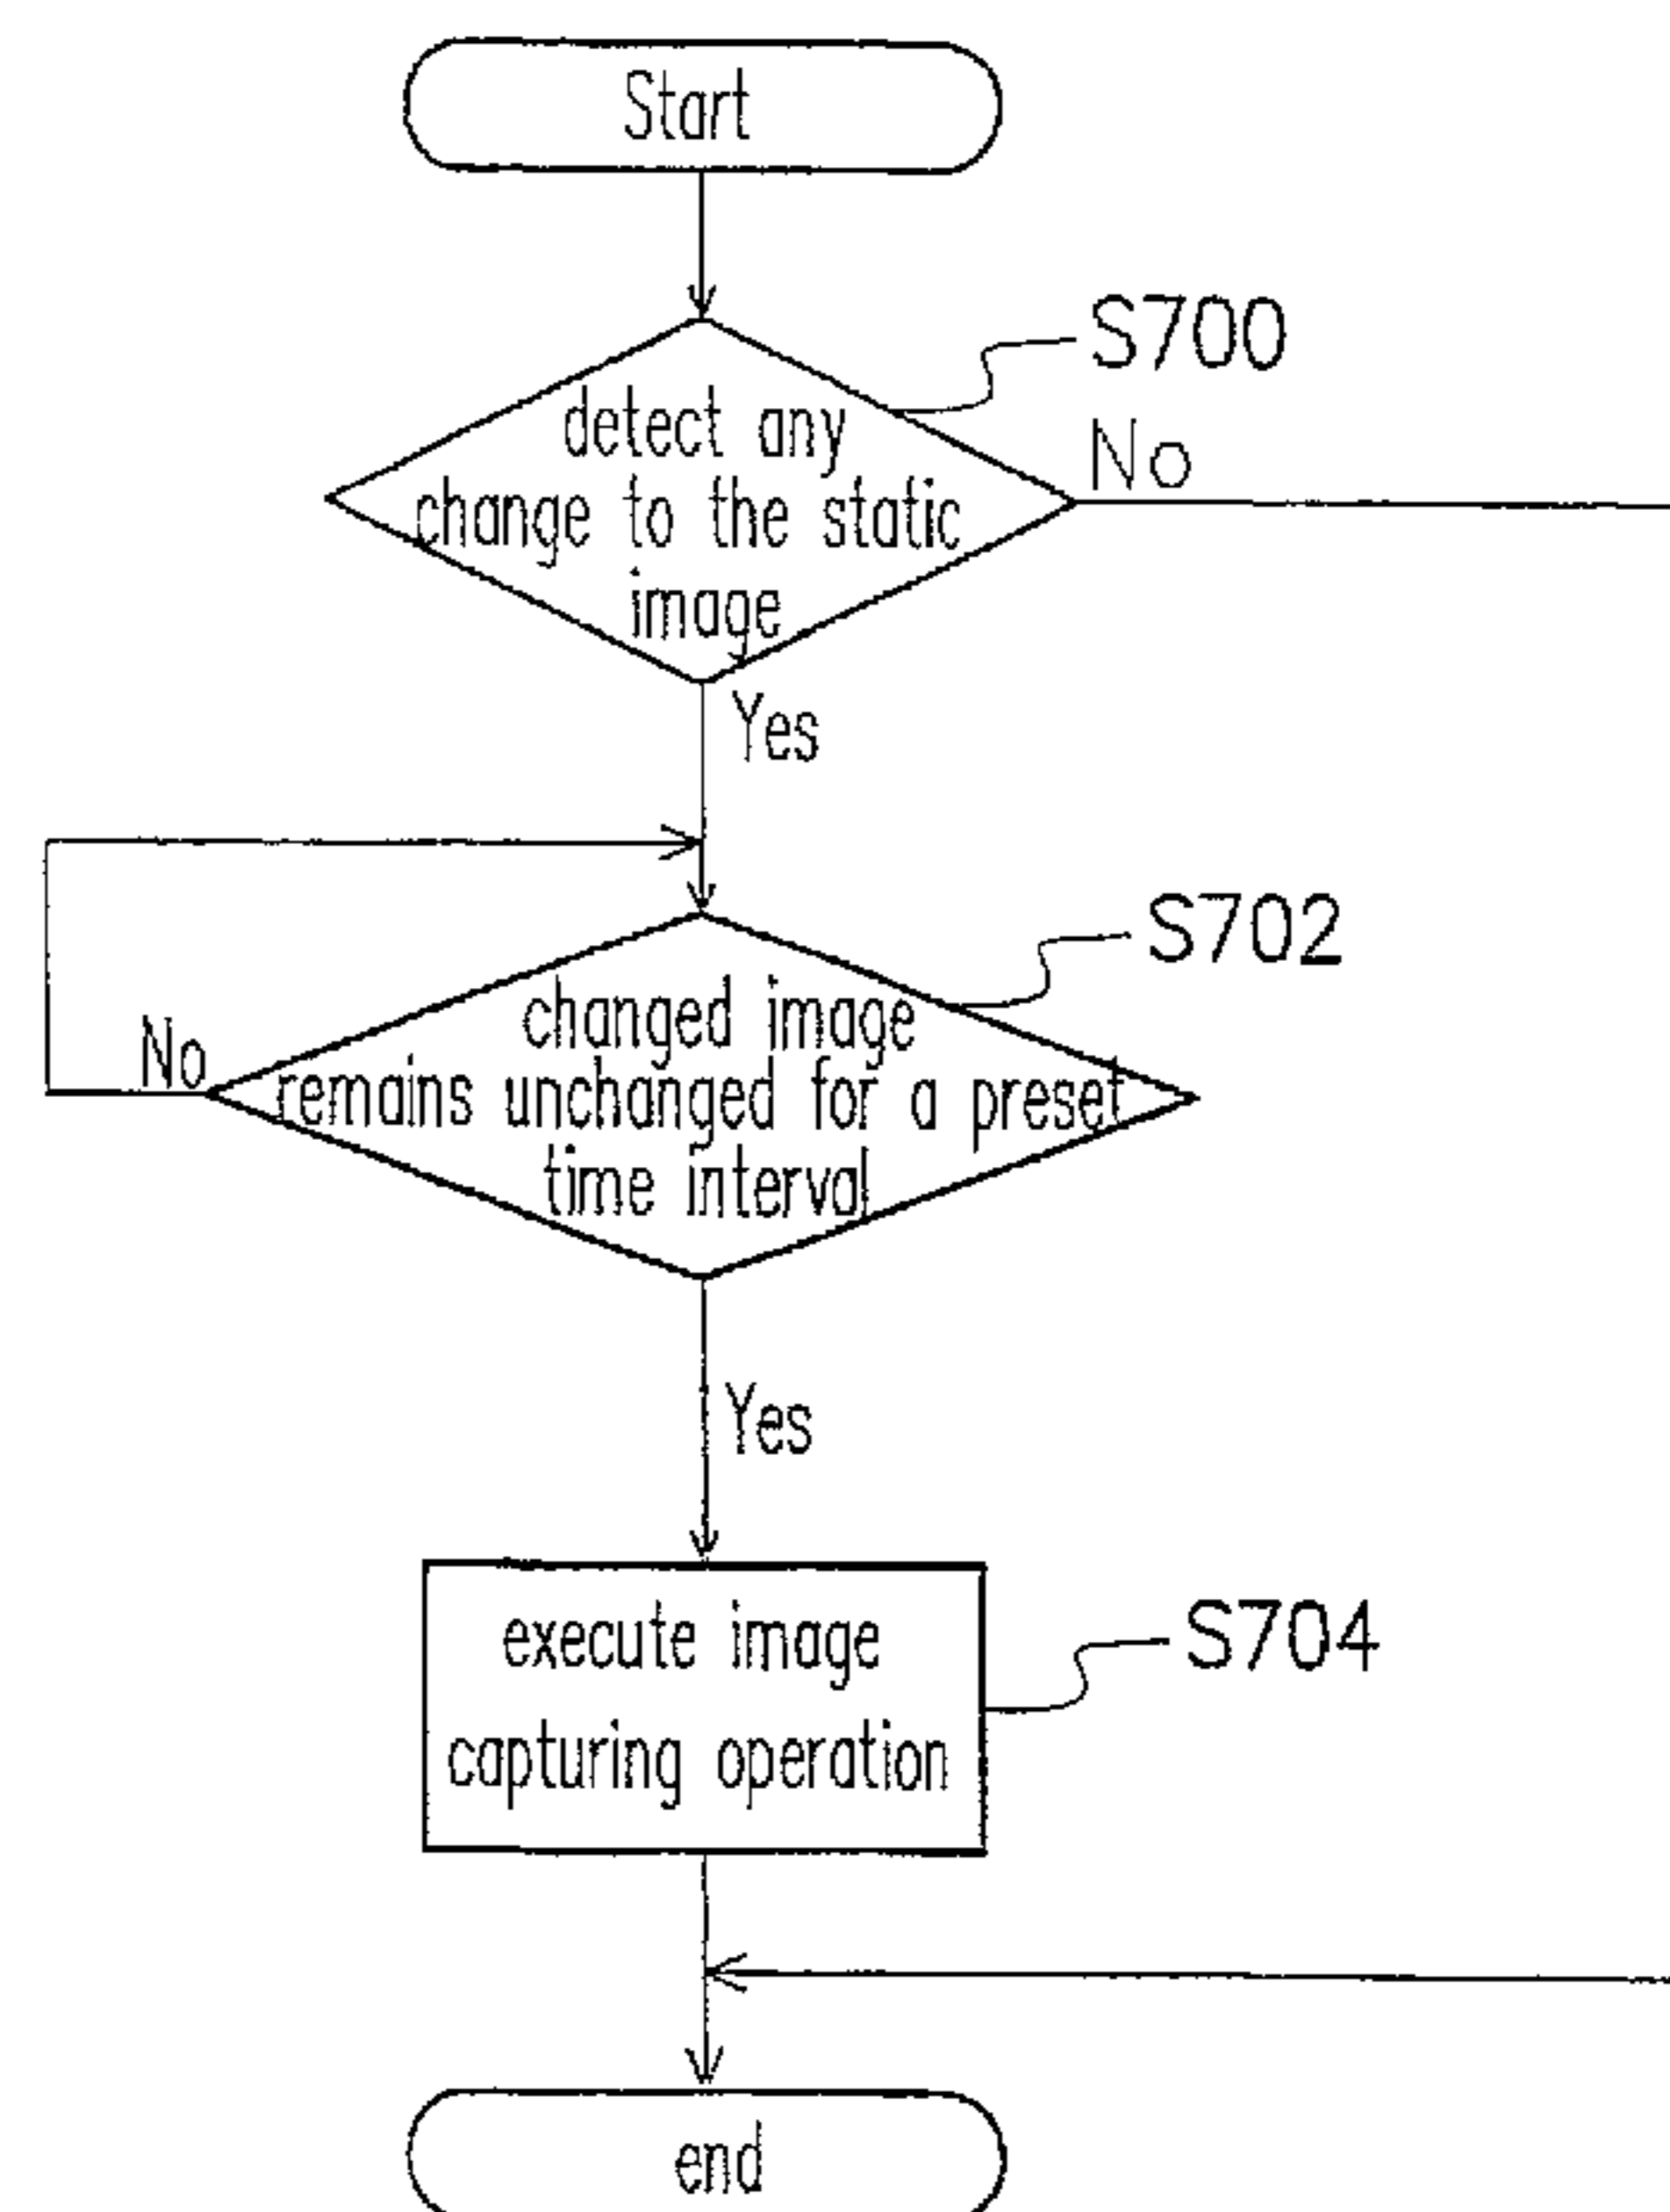 Start
S700
detect any
change to the static
image
No
Yes
S702
changed image
remains unchanged for a preset
time interval
No
Yes
execute image
capturing operation
S704
end